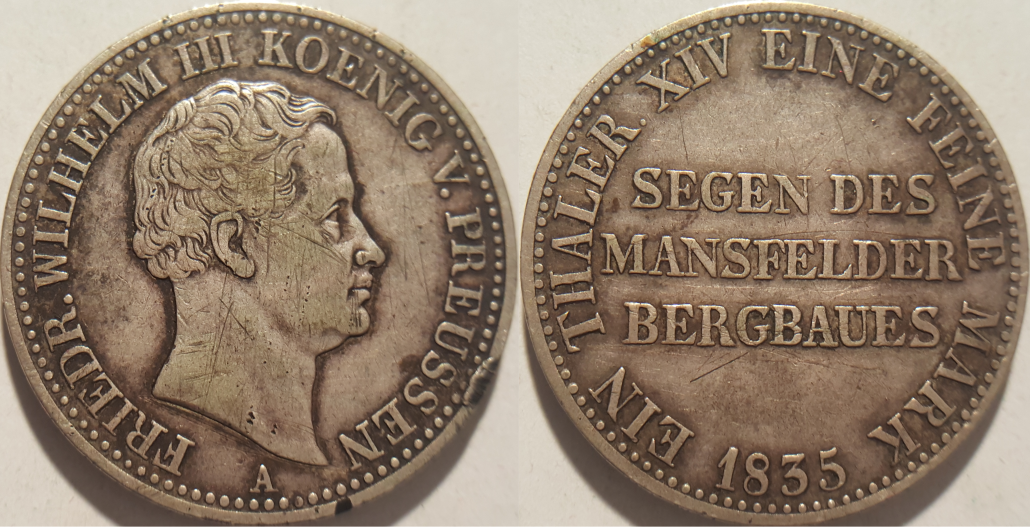 FRIEDR. WILHELM III KOENIG V. PREUSSEN
A
EIN THALER XIV EINE FEINE MARK
SEGEN DES
MANSFELDER
BERGBAUES
1835